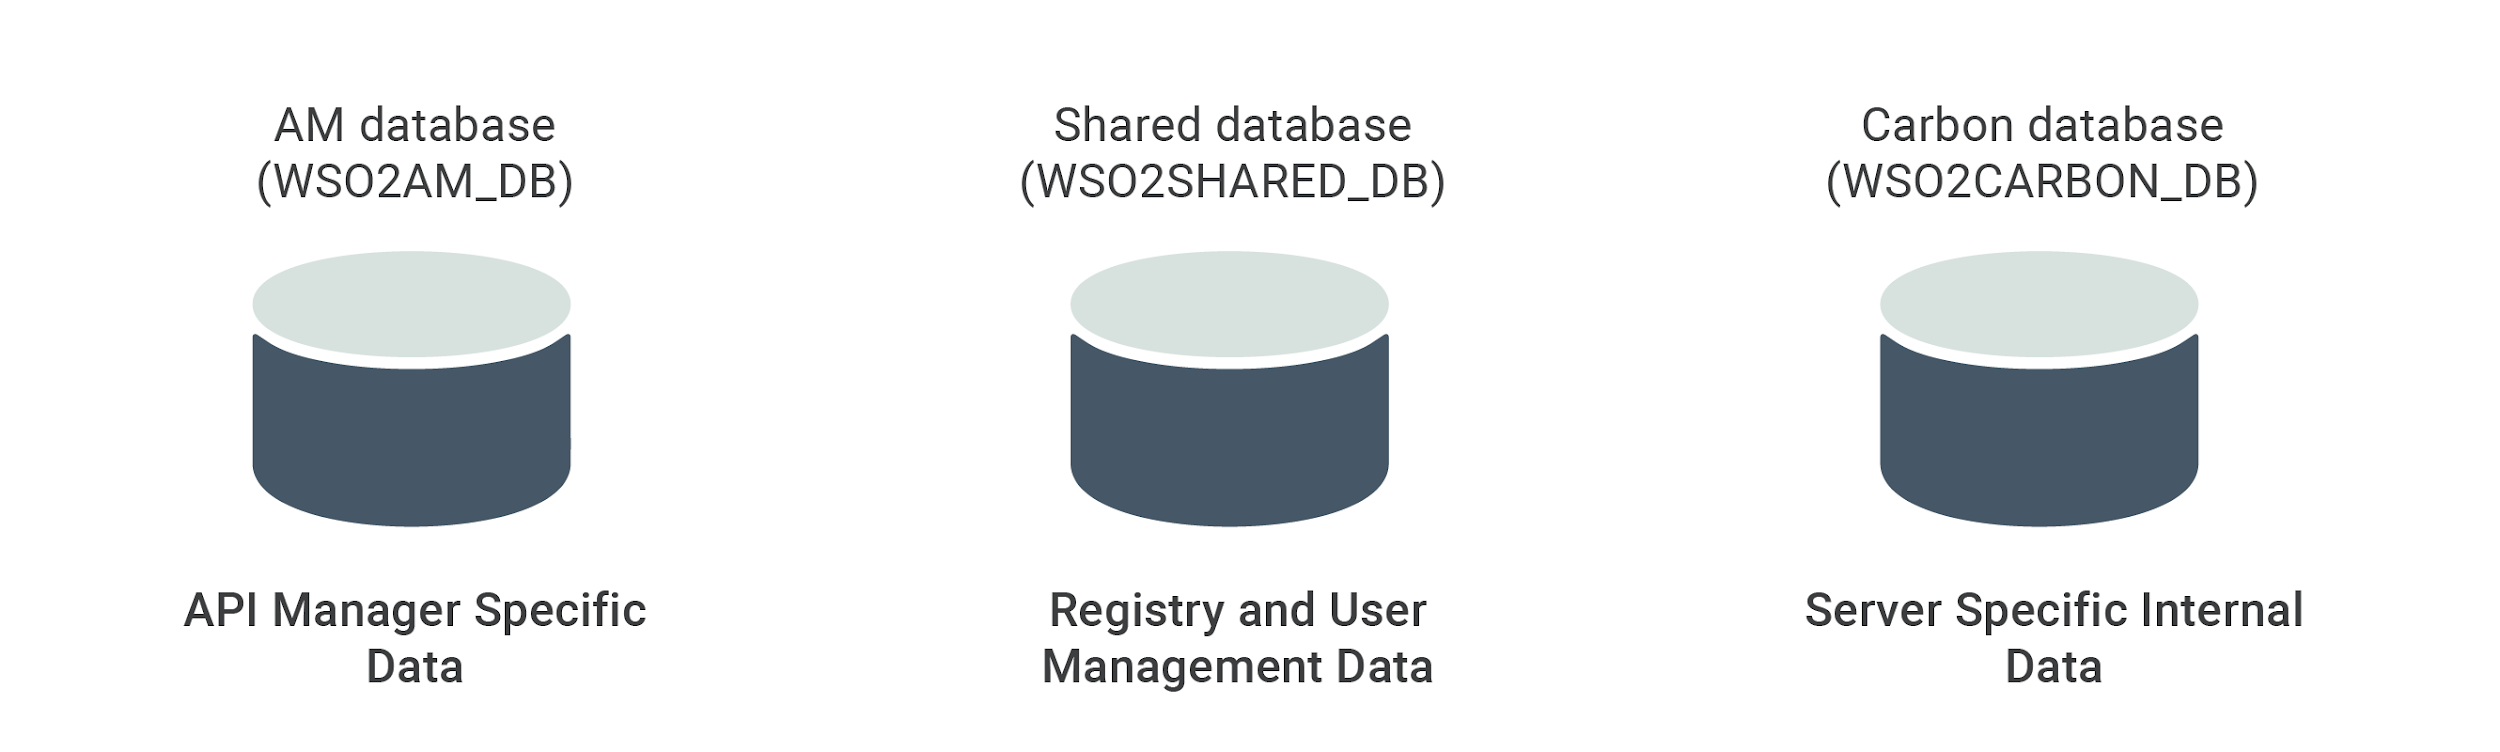 AM database
(WSO2AM_DB)
API Manager Specific
Data
Shared database
(WSO2SHARED_DB)
Registry and User
Management Data
Carbon database
(WSO2CARBON_DB)
Server Specific Internal
Data